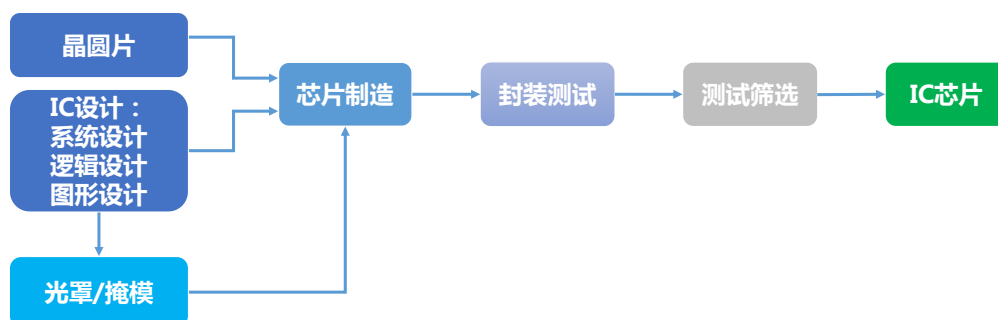 晶圆片
IC设计：
系统设计
逻辑设计
图形设计
光罩/掩模
芯片制造
封装测试
测试筛选
IC芯片